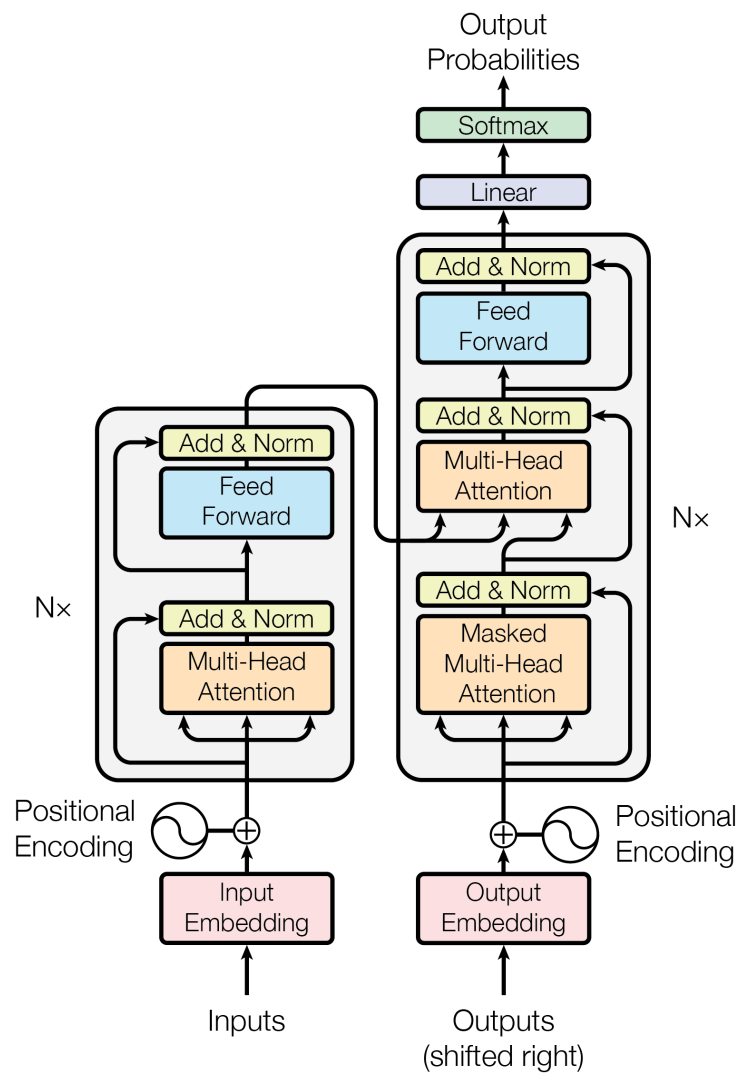 Output
Probabilities
Softmax
Linear
Add & Norm
Feed
Forward
Add & Norm
Multi-Head
Attention
Add & Norm
Masked
Multi-Head
Attention
N×
Add & Norm
Feed
Forward
Add & Norm
Multi-Head
Attention
N×
Positional
Encoding
Positional
Encoding
Input
Embedding
Output
Embedding
Inputs
Outputs
(shifted right)